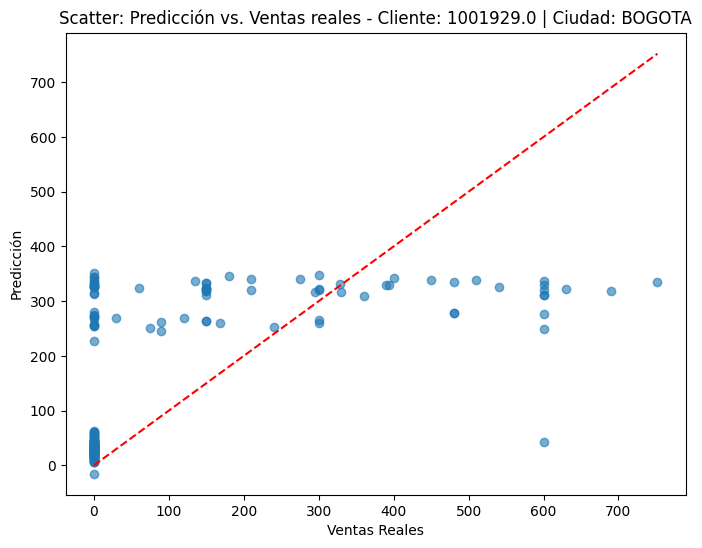 Scatter: Predicción vs. Ventas reales - Cliente: 1001929.0 | Ciudad: BOGOTA
Predicción
700
600
500
400
300
200
100
0
0 100 200 300 400 500 600 700
Ventas Reales